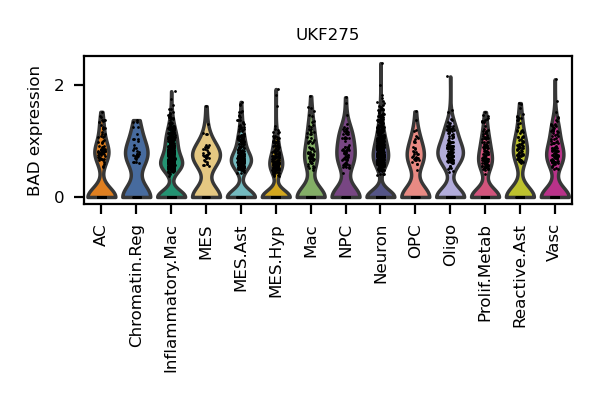 UKF275
BAD expression
2
0
AC
Chromatin.Reg
Inflammatory.Mac
MES
MES.Ast
MES.Hyp
Mac
NPC
Neuron
OPC
Oligo
Prolif.Metab
Reactive.Ast
Vasc